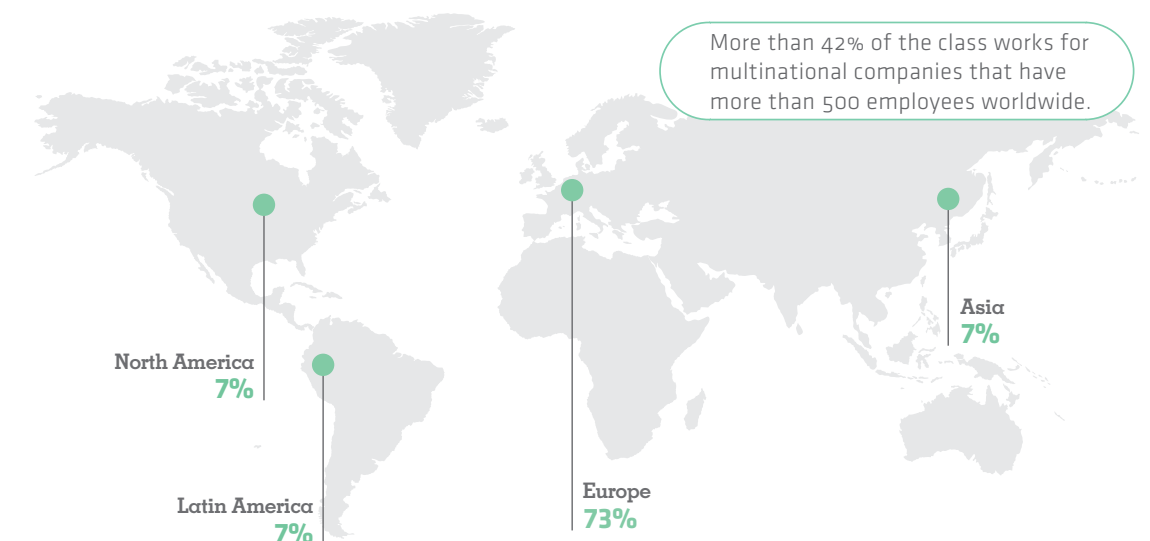 More than 42% of the class works for
multinational companies that have
more than 500 employees worldwide.
Asia
7%
North America
7%
Europe
73%
Latin America
7%